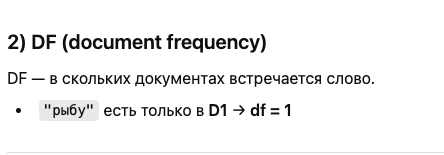 2) DF (document frequency)
DF — в скольких документах встречается слово.
• "рыбу" есть только в D1 → df = 1